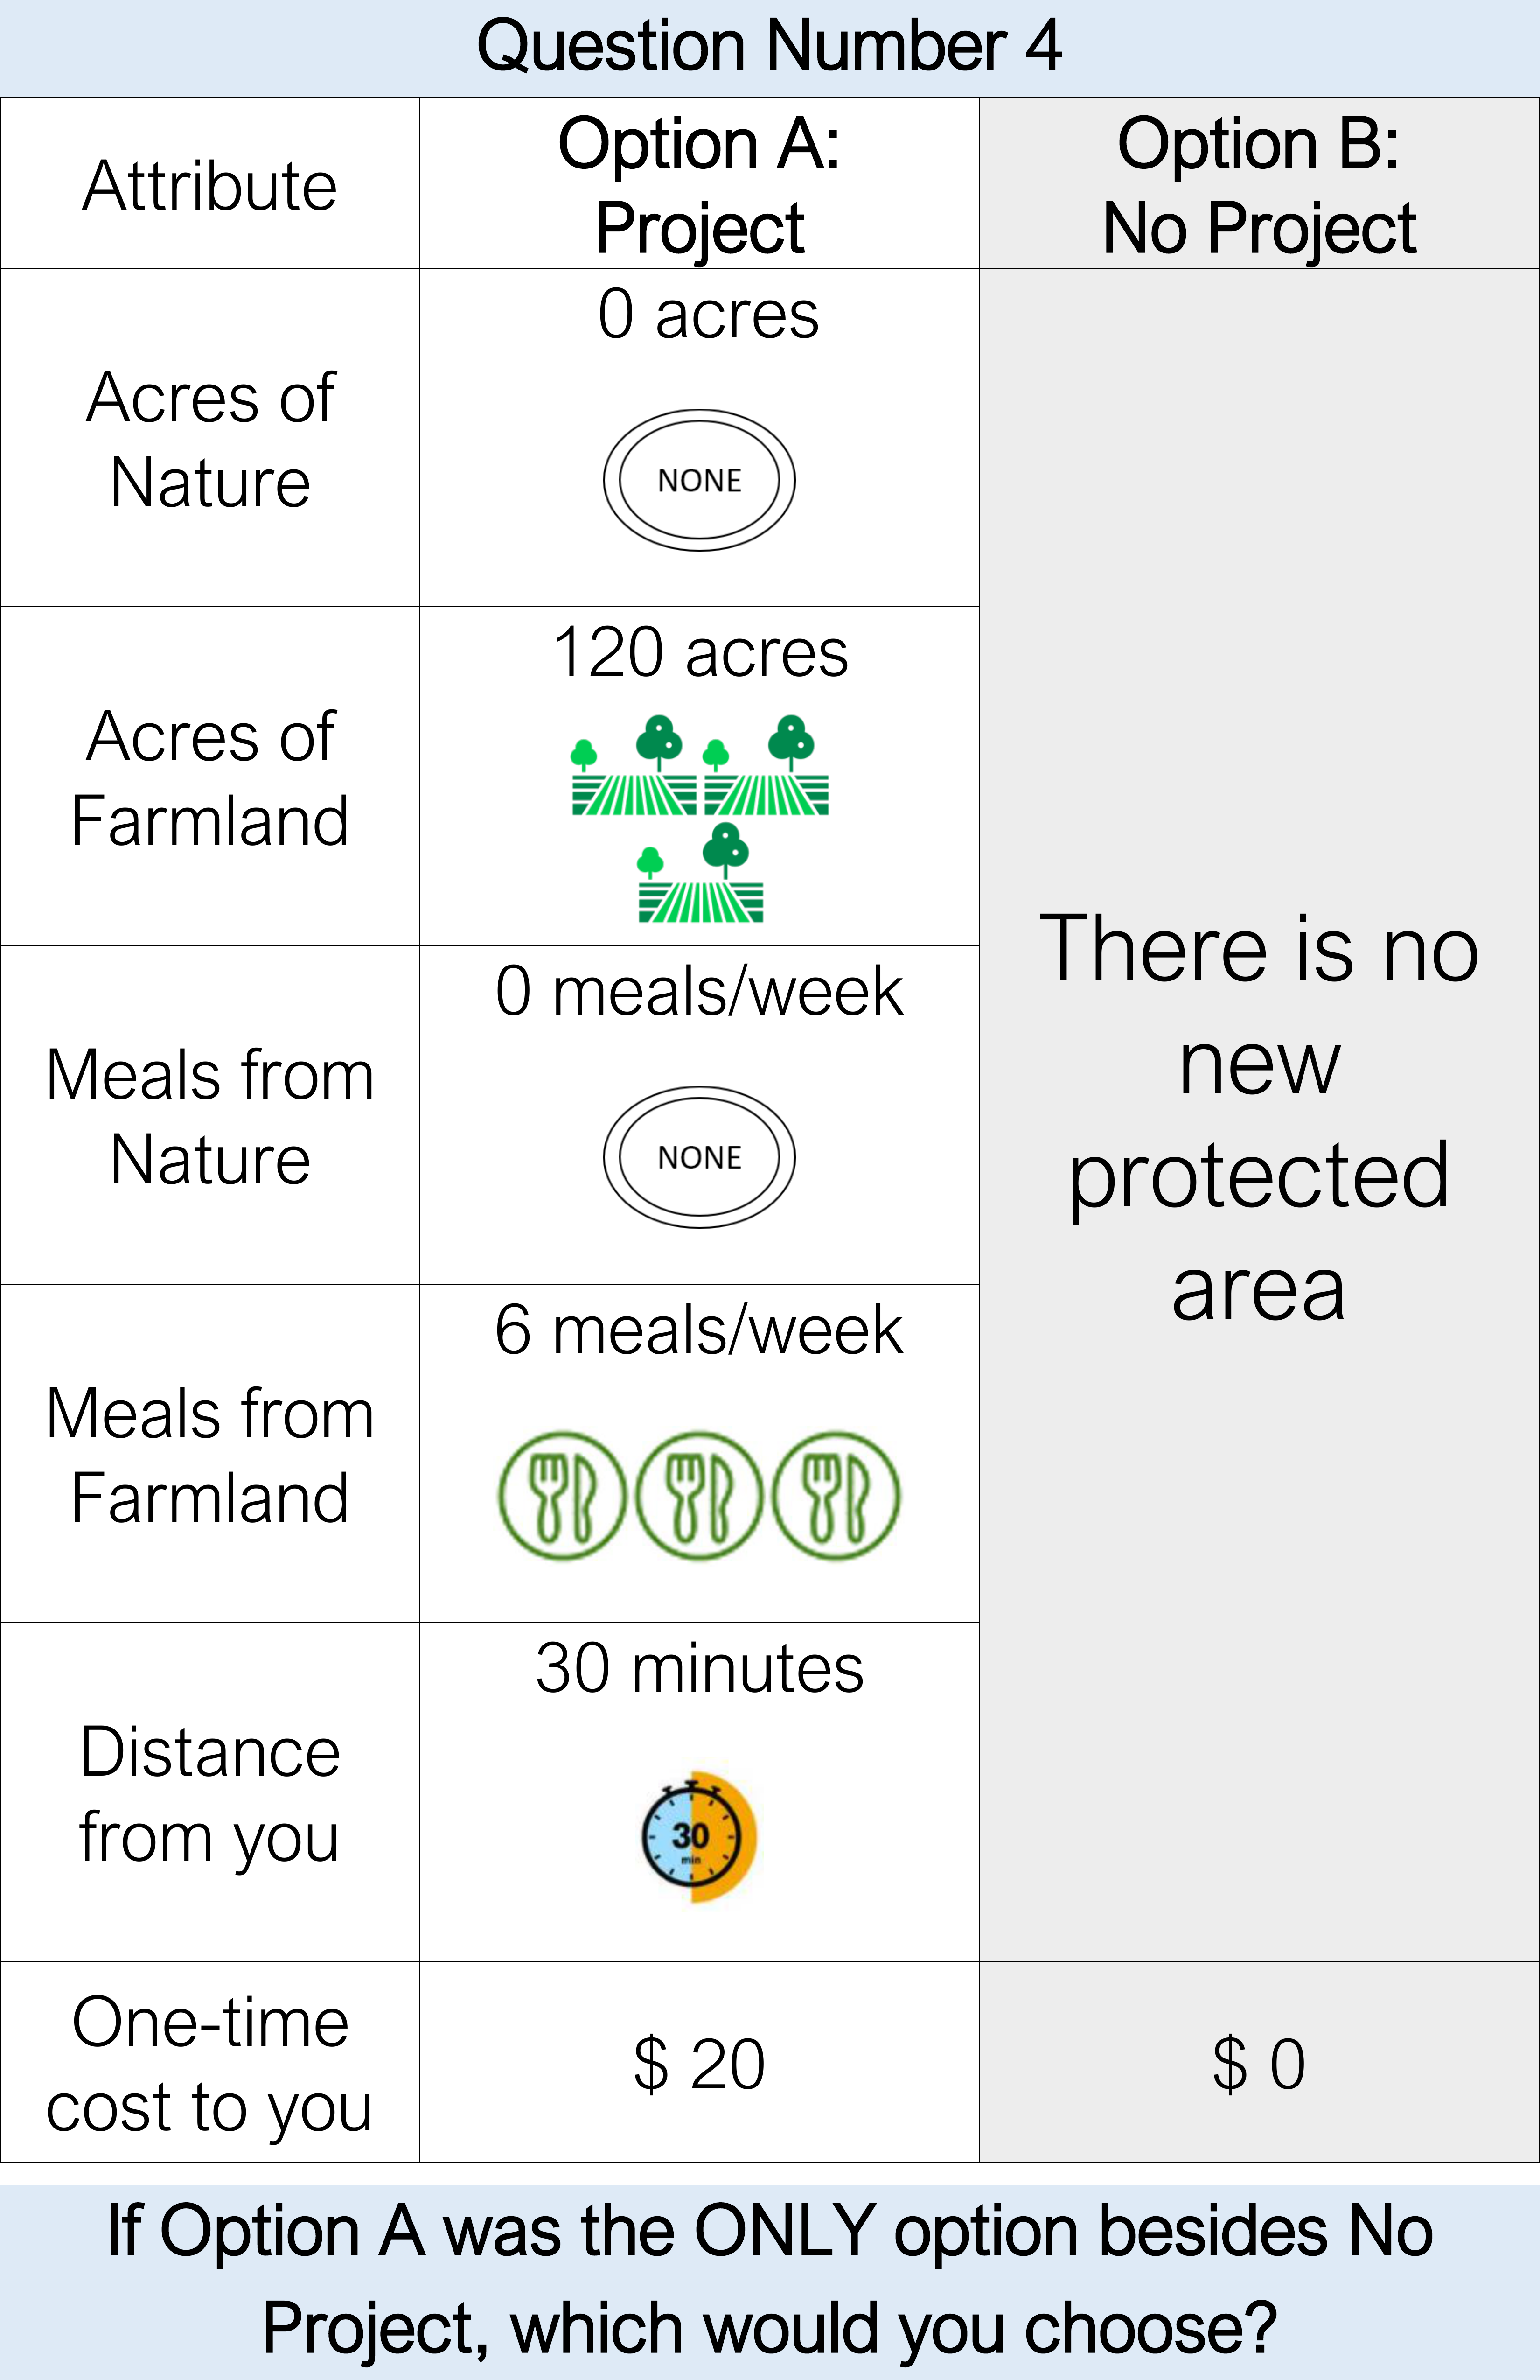 Question Number 4
Attribute
Option A:
Project
Option B:
No Project
Acres of
Nature
0 acres
NONE
Acres of
Farmland
120 acres
Meals from
Nature
0 meals/week
NONE
Meals from
Farmland
6 meals/week
Distance
from you
30 minutes
30
min
There is no
new
protected
area
One-time
cost to you
$ 20
$ 0
If Option A was the ONLY option besides No
Project, which would you choose?